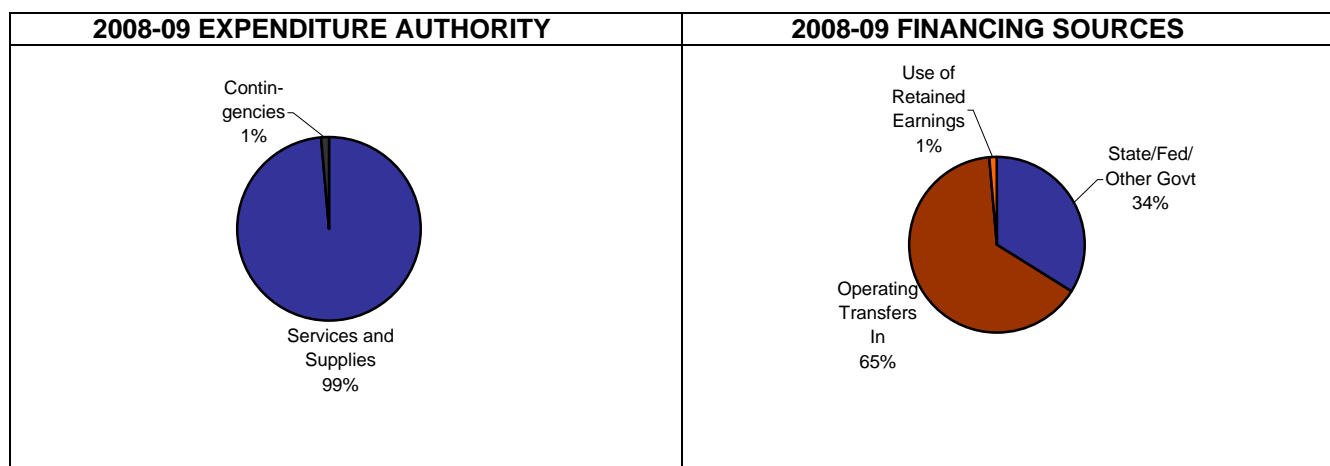 2008-09 EXPENDITURE AUTHORITY
Contin-
gencies
1%
Services and
Supplies
99%
2008-09 FINANCING SOURCES
Use of
Retained
Earnings
1%
State/Fed/
Other Govt
34%
Operating
Transfers
In
65%